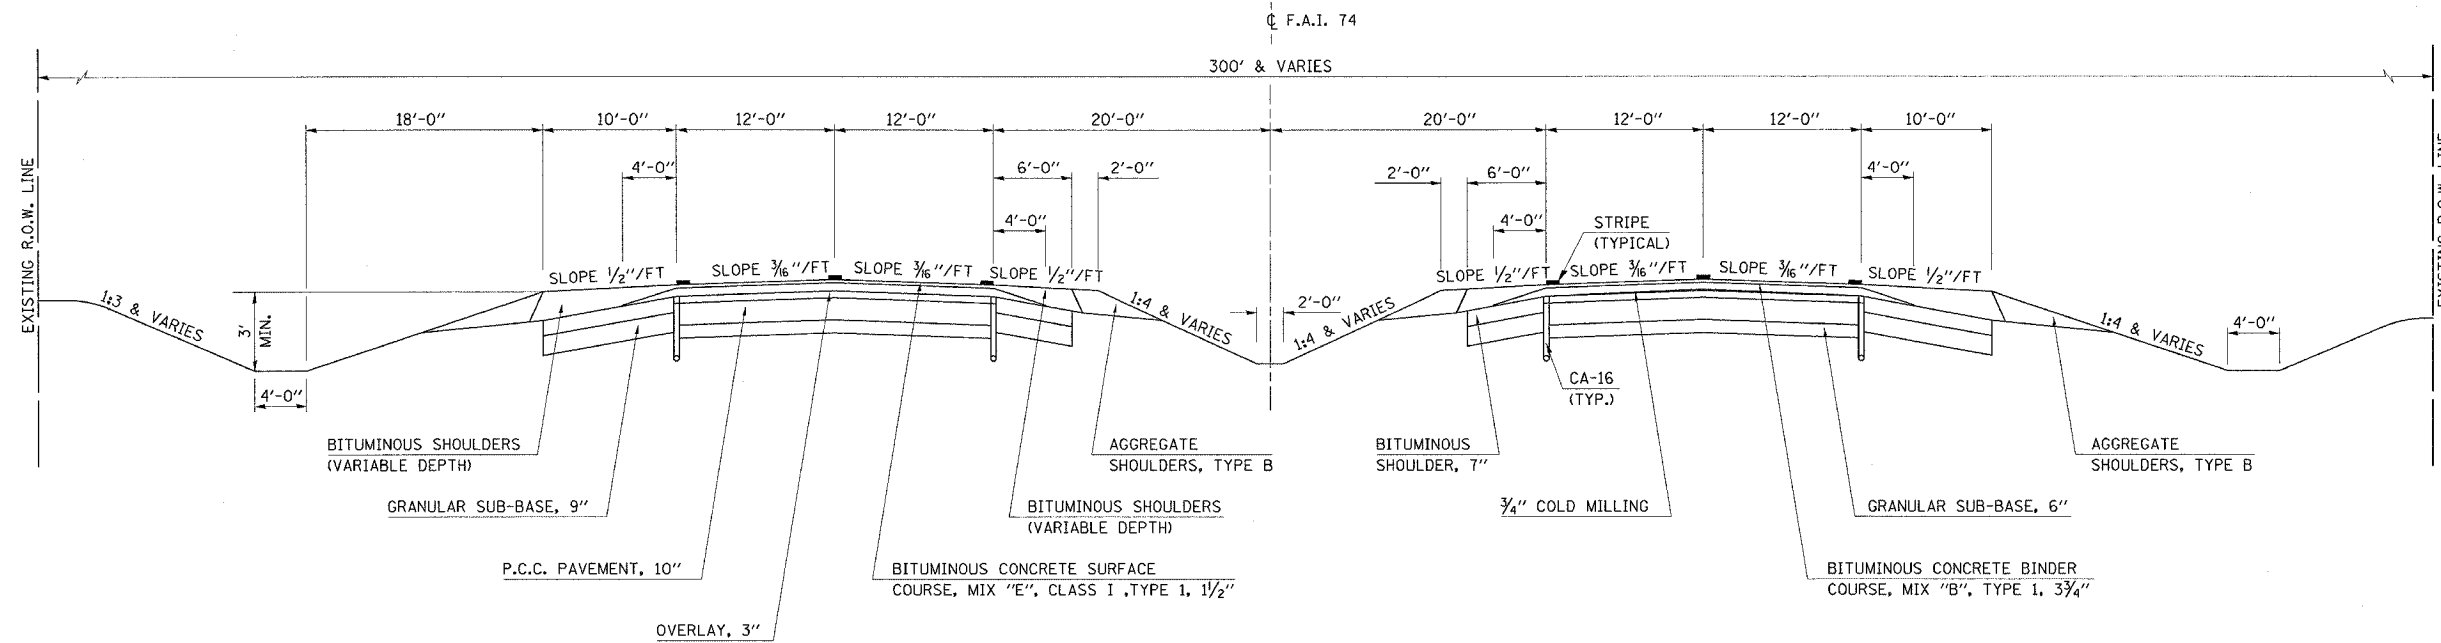 ℄ F.A.I. 74
300' & VARIES
18'-0" 10'-0" 12'-0" 12'-0" 20'-0" 20'-0" 12'-0" 12'-0" 10'-0"
4'-0" 6'-0" 2'-0" 2'-0" 6'-0" 4'-0"
4'-0" 4'-0"
STRIPE
(TYPICAL)
EXISTING R.O.W. LINE
SLOPE 1/2"/FT SLOPE 3/16"/FT SLOPE 3/16"/FT SLOPE 1/2"/FT SLOPE 1/2"/FT SLOPE 3/16"/FT SLOPE 3/16"/FT SLOPE 1/2"/FT
1:3 & VARIES
3'
MIN.
1:4 & VARIES
2'-0"
1:4 & VARIES
1:4 & VARIES
4'-0"
4'-0"
CA-16
(TYP.)
BITUMINOUS SHOULDERS
(VARIABLE DEPTH)
AGGREGATE
SHOULDERS, TYPE B
BITUMINOUS
SHOULDER, 7"
AGGREGATE
SHOULDERS, TYPE B
GRANULAR SUB-BASE, 9"
BITUMINOUS SHOULDERS
(VARIABLE DEPTH)
3/4" COLD MILLING
GRANULAR SUB-BASE, 6"
P.C.C. PAVEMENT, 10"
BITUMINOUS CONCRETE SURFACE
COURSE, MIX "E", CLASS I ,TYPE 1, 1 1/2"
BITUMINOUS CONCRETE BINDER
COURSE, MIX "B", TYPE 1, 3 3/4"
OVERLAY, 3"